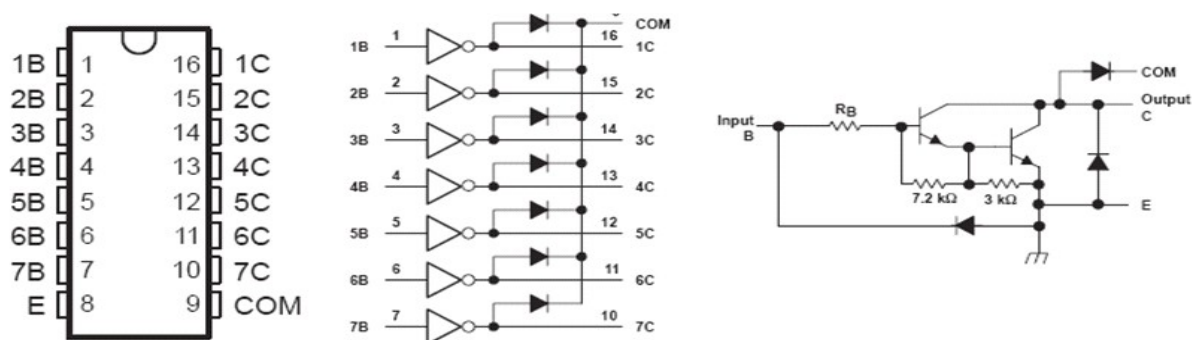 1B 1 16 1C
2B 2 15 2C
3B 3 14 3C
4B 4 13 4C
5B 5 12 5C
6B 6 11 6C
7B 7 10 7C
E 8 9 COM
COM
1B 1 16 1C
2B 2 15 2C
3B 3 14 3C
4B 4 13 4C
5B 5 12 5C
6B 6 11 6C
7B 7 10 7C
COM
Output
C
RB
Input
B
7.2 kΩ 3 kΩ
E